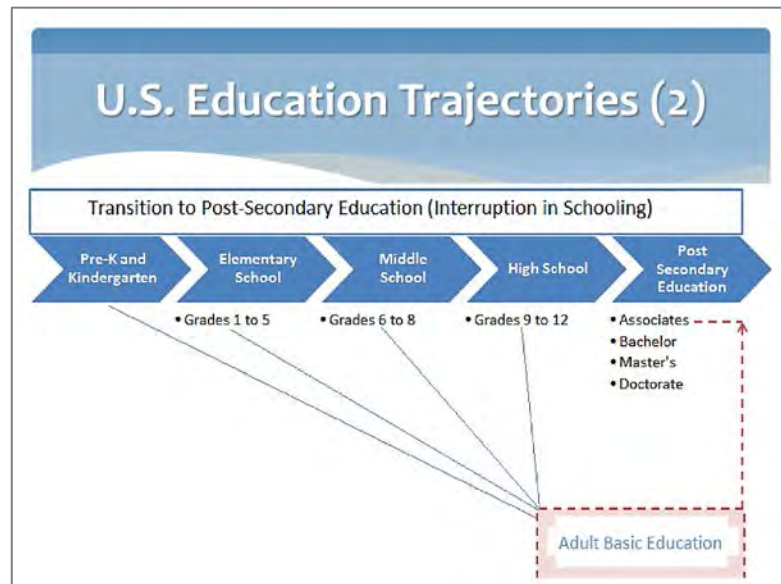 U.S. Education Trajectories (2)
Transition to Post-Secondary Education (Interruption in Schooling)
Pre-K and
Kindergarten
Elementary
School
Middle
School
High School
Post
Secondary
Education
• Grades 1 to 5
• Grades 6 to 8
• Grades 9 to 12
• Associates
• Bachelor
• Master's
• Doctorate
Adult Basic Education